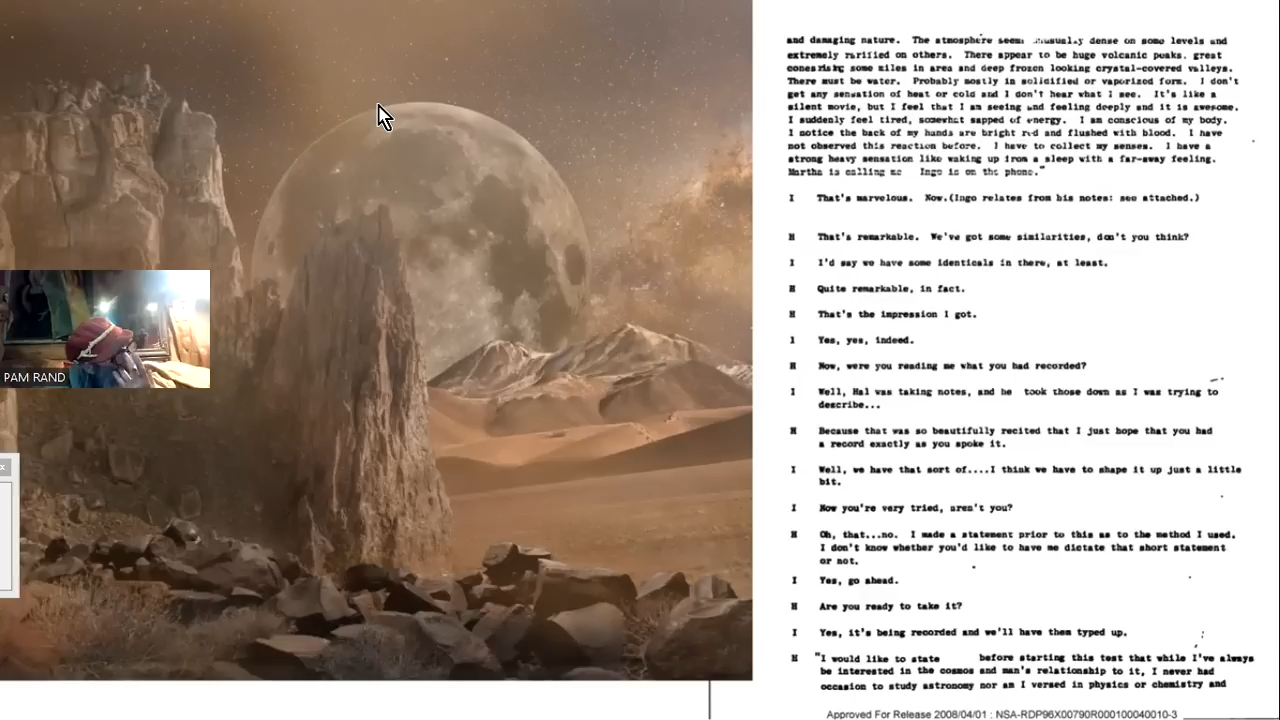 and damaging nature. The atmosphere seems unusually dense on some levels and
extremely rarified on others. There appear to be huge volcanic peaks. great
cones rising some miles in area and deep frozen looking crystal-covered valleys.
There must be water. Probably mostly in solidified or vaporized form. I don't
get any sensation of heat or cold and I don't hear what I see. It's like a
silent movie, but I feel that I am seeing and feeling deeply and it is awesome.
I suddenly feel tired, somewhat sapped of energy. I am conscious of my body.
I notice the back of my hands are bright red and flushed with blood. I have
not observed this reaction before. I have to collect my senses. I have a
strong heavy sensation like waking up from a sleep with a far-away feeling.
Martha is calling me Ingo is on the phone."
I That's marvelous. Now.(Ingo relates from his notes: see attached.)
H That's remarkable. We've got some similarities, don't you think?
I I'd say we have some identicals in there, at least.
H Quite remarkable, in fact.
H That's the impression I got.
I Yes, yes, indeed.
H Now, were you reading me what you had recorded?
I Well, Hal was taking notes, and he took those down as I was trying to
describe...
H Because that was so beautifully recited that I just hope that you had
a record exactly as you spoke it.
I Well, we have that sort of....I think we have to shape it up just a little
bit.
I Now you're very tried, aren't you?
H Oh, that...no. I made a statement prior to this as to the method I used.
I don't know whether you'd like to have me dictate that short statement
or not.
I Yes, go ahead.
H Are you ready to take it?
I Yes, it's being recorded and we'll have them typed up.
H "I would like to state before starting this test that while I've always
be interested in the cosmos and man's relationship to it, I never had
occasion to study astronomy nor am I versed in physics or chemistry and
Approved For Release 2008/04/01 : NSA-RDP96X00790R000100040010-3
PAM RAND